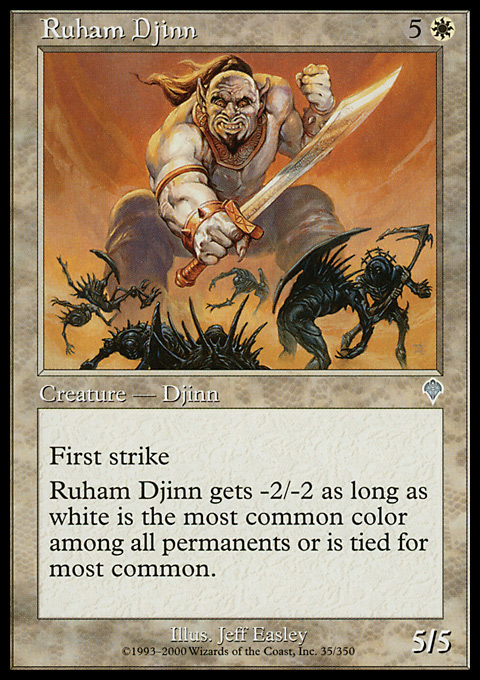 Ruham Djinn 5
Creature — Djinn
First strike
Ruham Djinn gets -2/-2 as long as
white is the most common color
among all permanents or is tied for
most common.
Illus. Jeff Easley
©1993–2000 Wizards of the Coast, Inc. 35/350
5/5